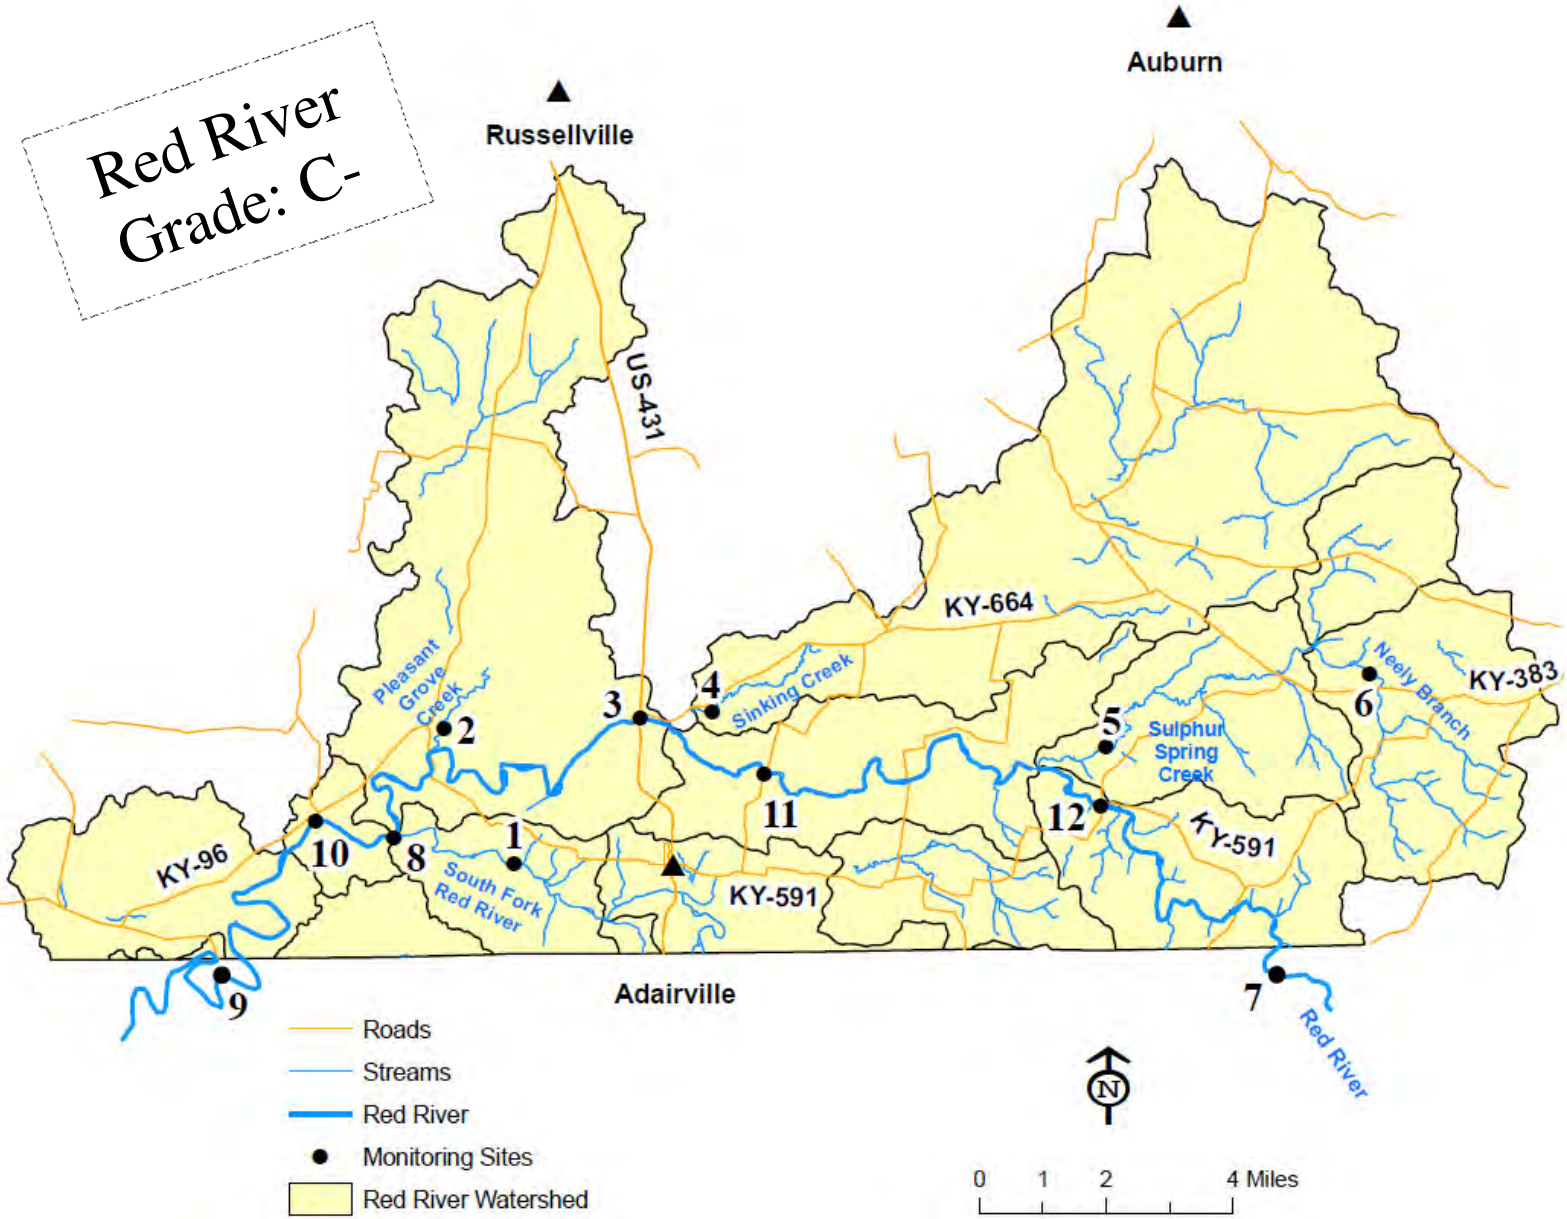 Auburn
Red River
Grade: C-
Russellville
US-431
KY-664
Pleasant
Grove
Creek
Sinking Creek
Neely Branch
KY-383
4
3
2
6
5
Sulphur
Spring
Creek
11
12
1
10
8
KY-591
KY-96
South Fork
Red River
KY-591
9
Adairville
7
Red River
Roads
Streams
Red River
Monitoring Sites
Red River Watershed
N
0 1 2 4 Miles